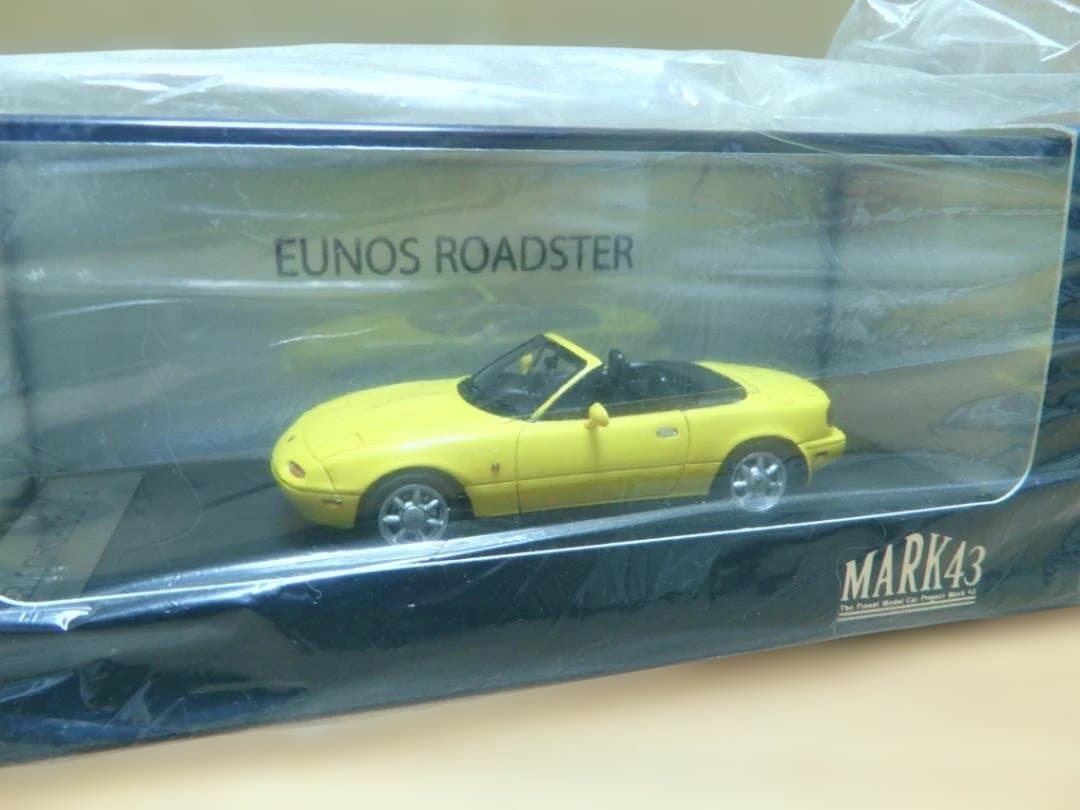 EUNOS ROADSTER
MARK43
The Finest Model Car Project Mark 43